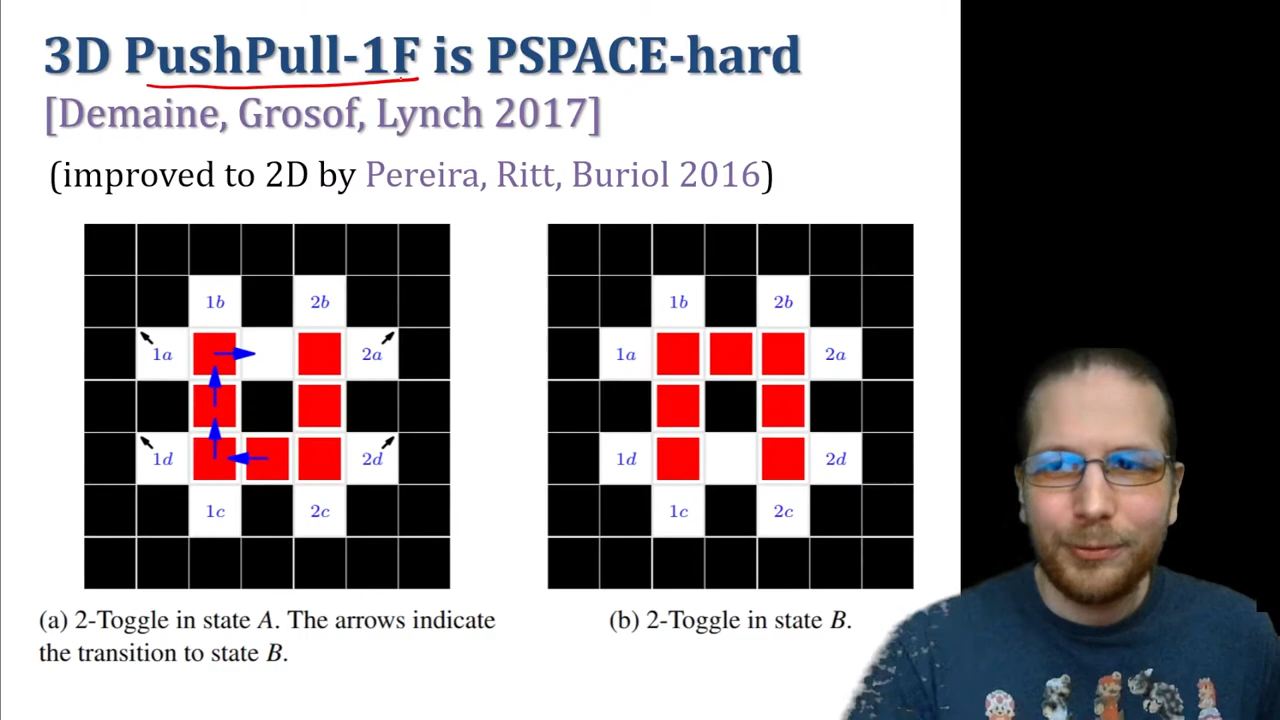 3D PushPull-1F is PSPACE-hard
[Demaine, Grosof, Lynch 2017]
(improved to 2D by Pereira, Ritt, Buriol 2016)
1b 2b
1a 2a
1d 2d
1c 2c
(a) 2-Toggle in state A. The arrows indicate
the transition to state B.
1b 2b
1a 2a
1d 2d
1c 2c
(b) 2-Toggle in state B.